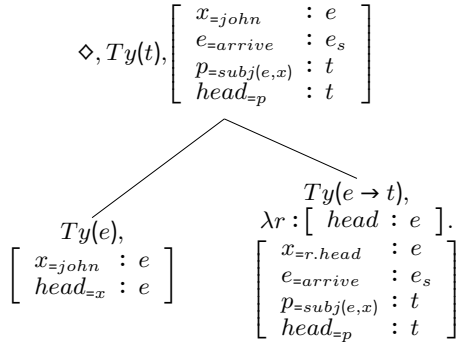 ◇, Ty(t), [ x₌john : e
e₌arrive : eₛ
p₌subj(e,x) : t
head₌p : t ]
Ty(e),
[ x₌john : e
head₌x : e ]
Ty(e → t),
λr : [ head : e ].
[ x₌r.head : e
e₌arrive : eₛ
p₌subj(e,x) : t
head₌p : t ]